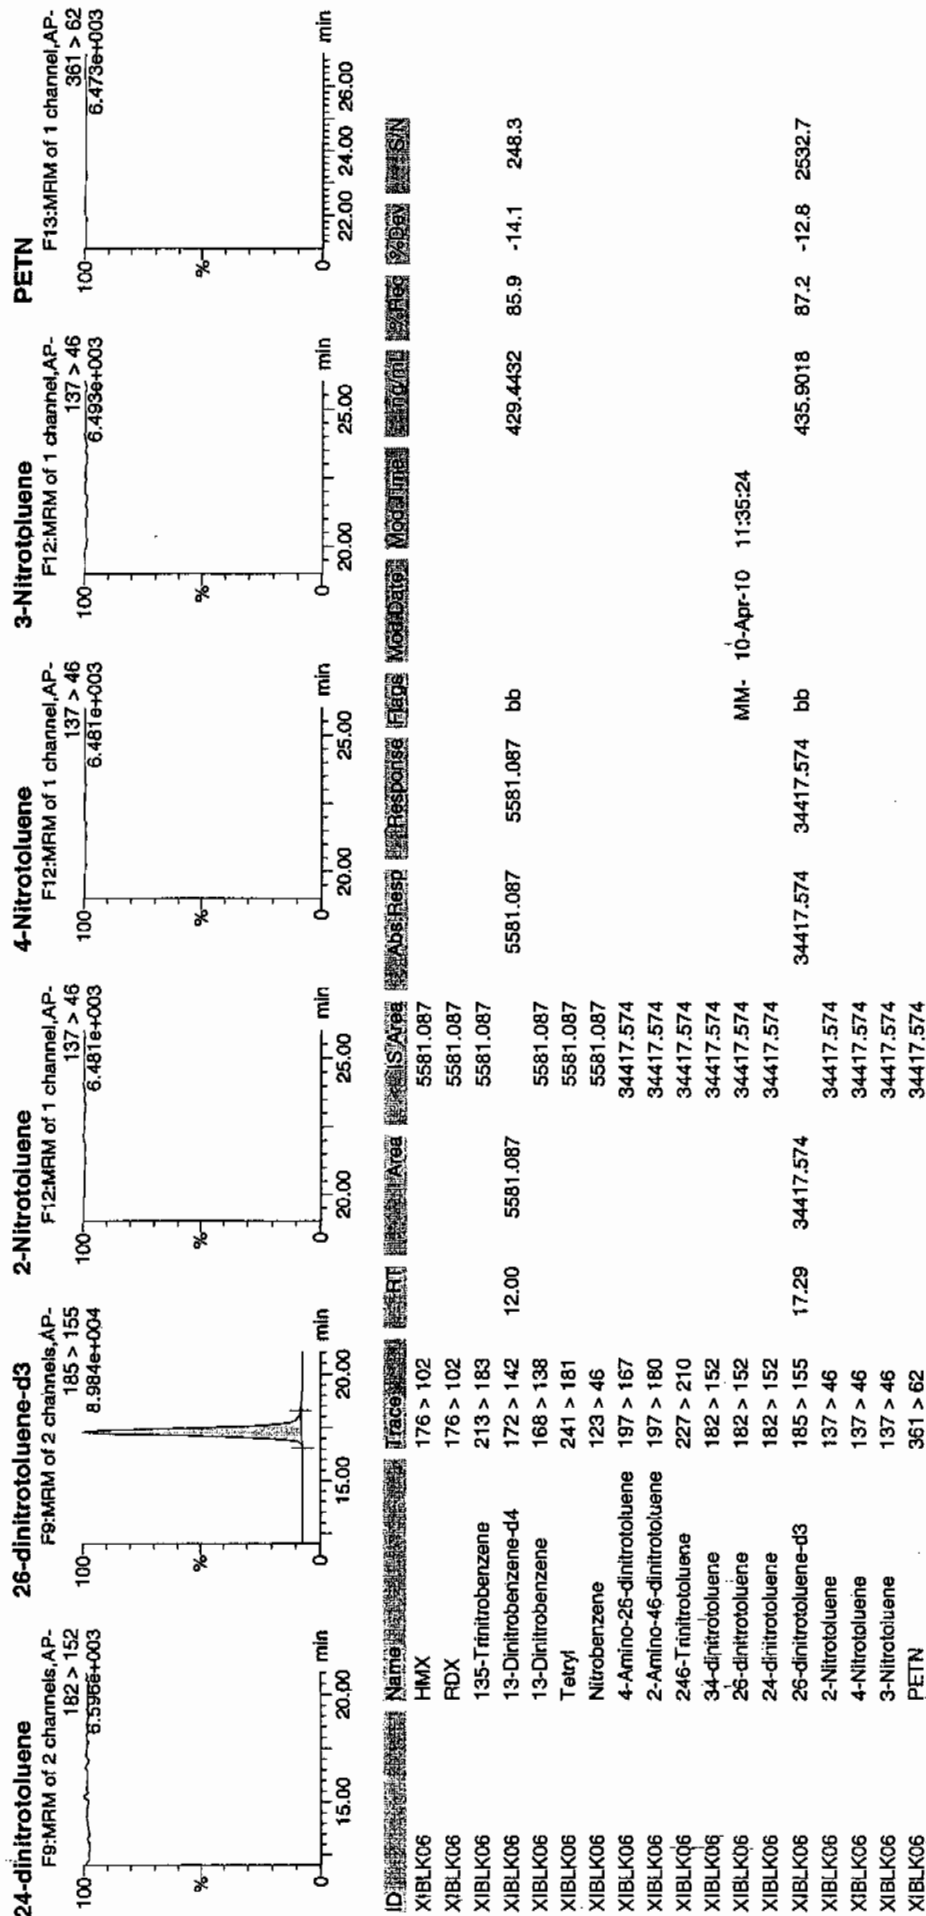 24-dinitrotoluene
F9:MRM of 2 channels,AP-
182 > 152
6.596e+003
100
%
0
15.00 20.00 min
26-dinitrotoluene-d3
F9:MRM of 2 channels,AP-
185 > 155
8.984e+004
100
%
0
15.00 20.00 min
2-Nitrotoluene
F12:MRM of 1 channel,AP-
137 > 46
6.481e+003
100
%
0
20.00 25.00 min
4-Nitrotoluene
F12:MRM of 1 channel,AP-
137 > 46
6.481e+003
100
%
0
20.00 25.00 min
3-Nitrotoluene
F12:MRM of 1 channel,AP-
137 > 46
6.493e+003
100
%
0
20.00 25.00 min
PETN
F13:MRM of 1 channel,AP-
361 > 62
6.473e+003
100
%
0
22.00 24.00 26.00 min
ID Name Trace RT Area IS Area Abs.Resp Response Flags Mod.Date Mod.Time ng/mL %Rec %Dev S/N
XIBLK06 HMX 176 > 102 5581.087
XIBLK06 RDX 176 > 102 5581.087
XIBLK06 135-Trinitrobenzene 213 > 183 5581.087
XIBLK06 13-Dinitrobenzene-d4 172 > 142 12.00 5581.087 5581.087 5581.087 bb 429.4432 85.9 -14.1 248.3
XIBLK06 13-Dinitrobenzene 168 > 138 5581.087
XIBLK06 Tetryl 241 > 181 5581.087
XIBLK06 Nitrobenzene 123 > 46 5581.087
XIBLK06 4-Amino-26-dinitrotoluene 197 > 167 34417.574
XIBLK06 2-Amino-46-dinitrotoluene 197 > 180 34417.574
XIBLK06 246-Trinitrotoluene 227 > 210 34417.574
XIBLK06 34-dinitrotoluene 182 > 152 34417.574
XIBLK06 26-dinitrotoluene 182 > 152 34417.574 MM- 10-Apr-10 11:35:24
XIBLK06 24-dinitrotoluene 182 > 152 34417.574
XIBLK06 26-dinitrotoluene-d3 185 > 155 17.29 34417.574 34417.574 34417.574 bb 435.9018 87.2 -12.8 2532.7
XIBLK06 2-Nitrotoluene 137 > 46 34417.574
XIBLK06 4-Nitrotoluene 137 > 46 34417.574
XIBLK06 3-Nitrotoluene 137 > 46 34417.574
XIBLK06 PETN 361 > 62 34417.574